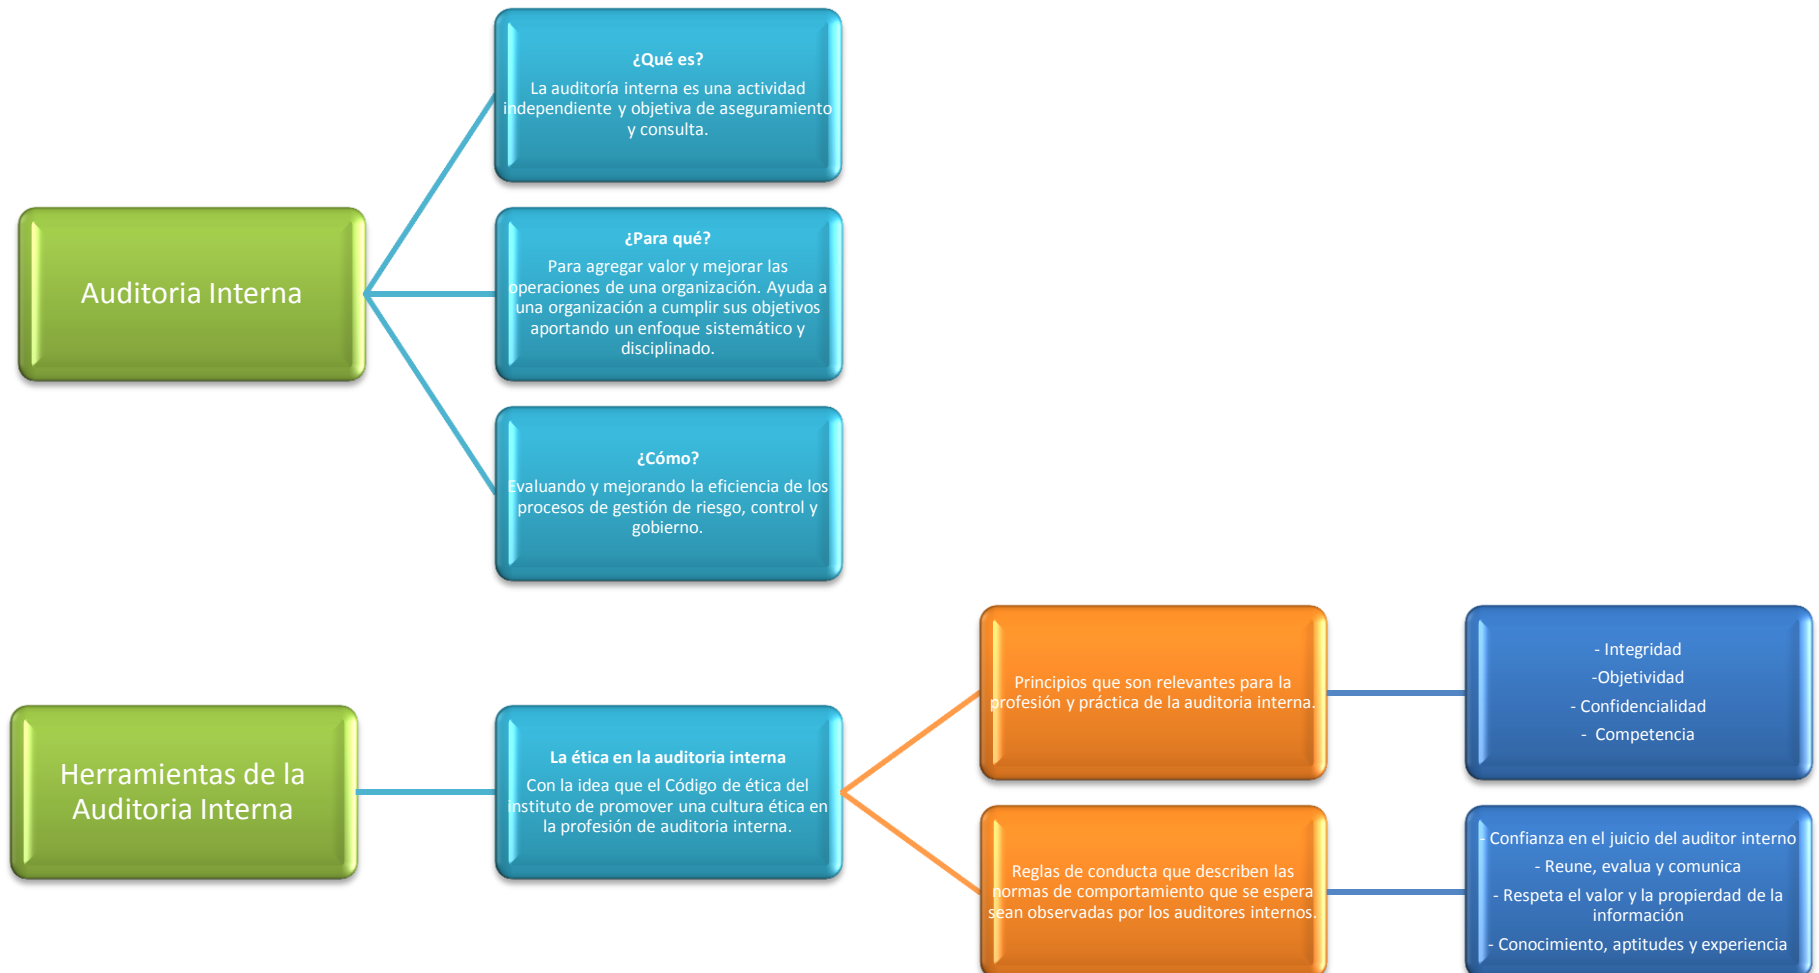 ¿Qué es?
La auditoría interna es una actividad
independiente y objetiva de aseguramiento
y consulta.
Auditoria Interna
¿Para qué?
Para agregar valor y mejorar las
operaciones de una organización. Ayuda a
una organización a cumplir sus objetivos
aportando un enfoque sistemático y
disciplinado.
¿Cómo?
Evaluando y mejorando la eficiencia de los
procesos de gestión de riesgo, control y
gobierno.
Herramientas de la
Auditoria Interna
La ética en la auditoria interna
Con la idea que el Código de ética del
instituto de promover una cultura ética en
la profesión de auditoria interna.
Principios que son relevantes para la
profesión y práctica de la auditoria interna.
- Integridad
-Objetividad
- Confidencialidad
- Competencia
Reglas de conducta que describen las
normas de comportamiento que se espera
sean observadas por los auditores internos.
- Confianza en el juicio del auditor interno
- Reune, evalua y comunica
- Respeta el valor y la propierdad de la
información
- Conocimiento, aptitudes y experiencia